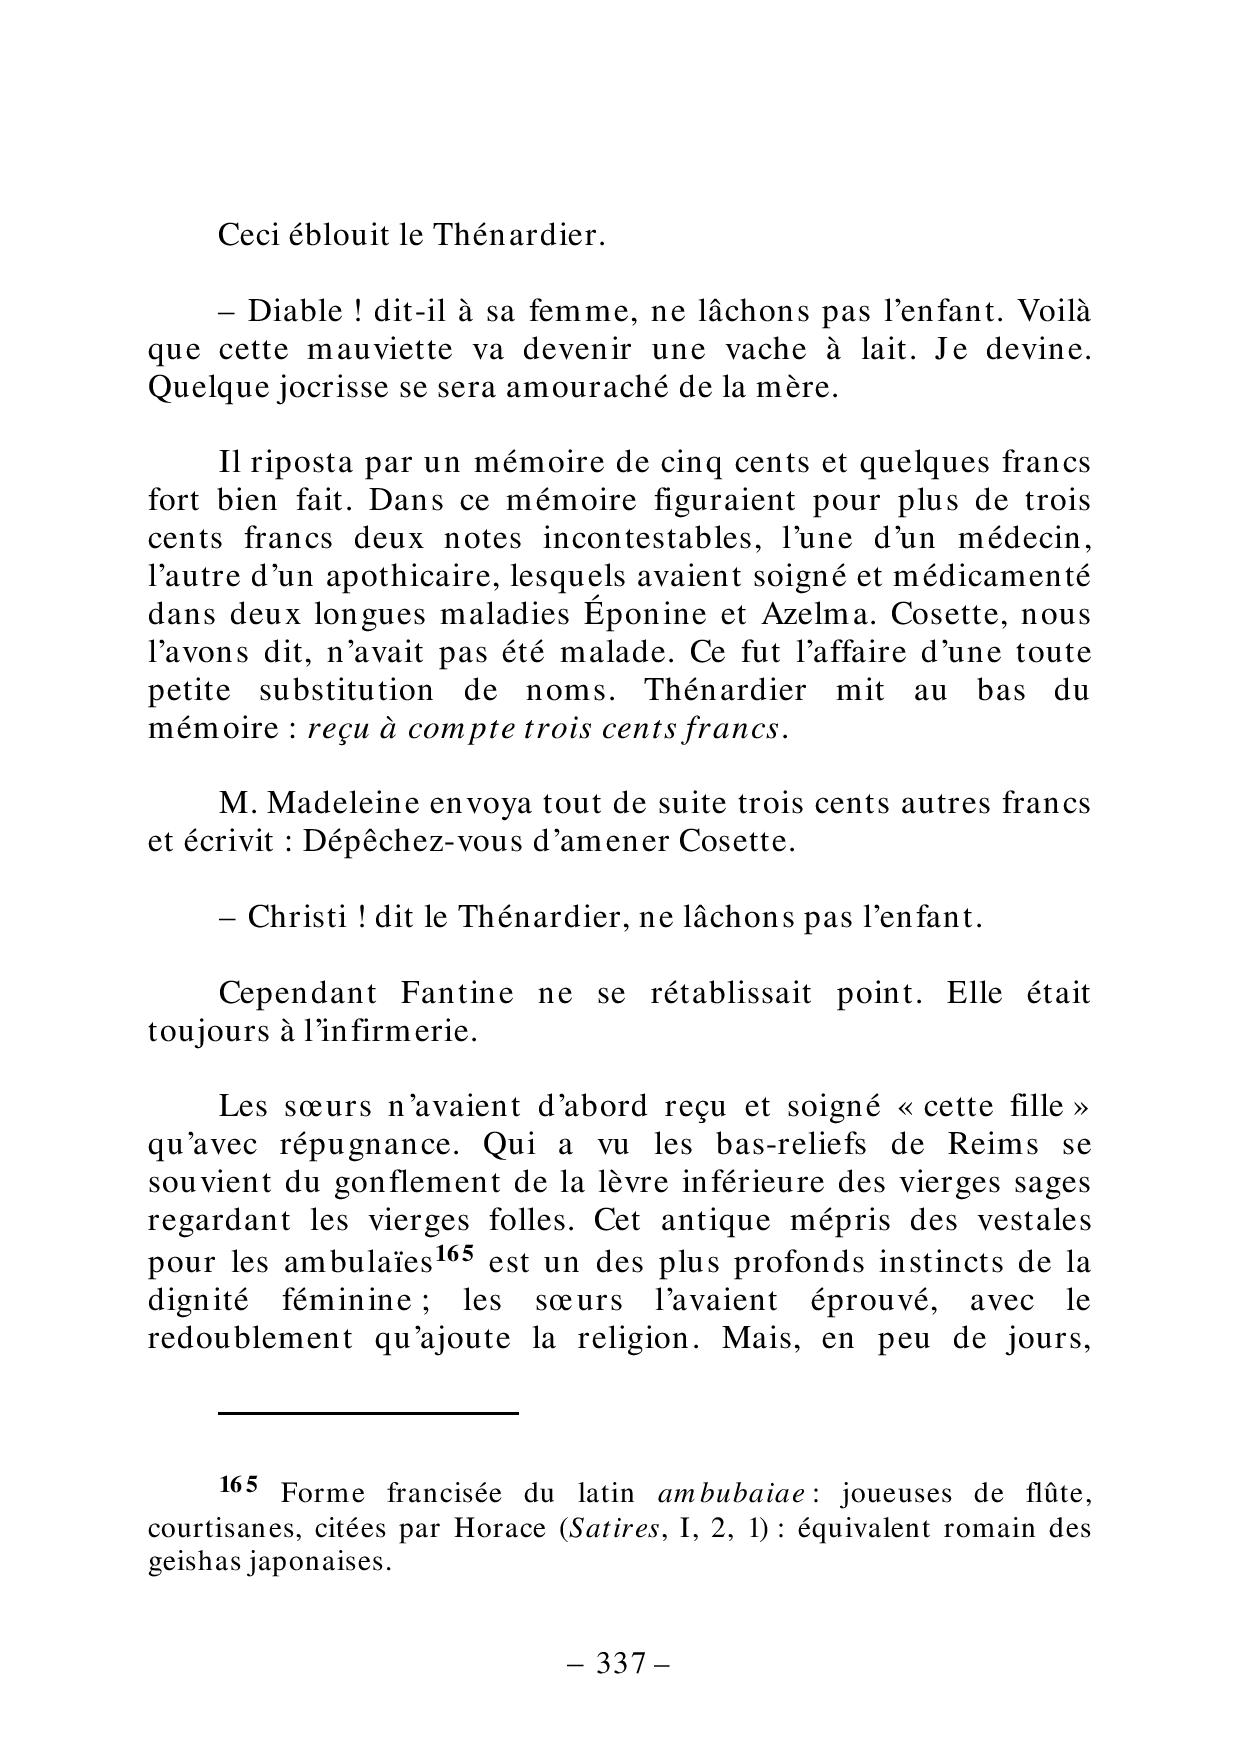 Ceci éblouit le Thénardier.
– Diable ! dit-il à sa femme, ne lâchons pas l’enfant. Voilà
que cette mauviette va devenir une vache à lait. Je devine.
Quelque jocrisse se sera amouraché de la mère.
Il riposta par un mémoire de cinq cents et quelques francs
fort bien fait. Dans ce mémoire figuraient pour plus de trois
cents francs deux notes incontestables, l’une d’un médecin,
l’autre d’un apothicaire, lesquels avaient soigné et médicamenté
dans deux longues maladies Éponine et Azelma. Cosette, nous
l’avons dit, n’avait pas été malade. Ce fut l’affaire d’une toute
petite substitution de noms. Thénardier mit au bas du
mémoire : reçu à compte trois cents francs.
M. Madeleine envoya tout de suite trois cents autres francs
et écrivit : Dépêchez-vous d’amener Cosette.
– Christi ! dit le Thénardier, ne lâchons pas l’enfant.
Cependant Fantine ne se rétablissait point. Elle était
toujours à l’infirmerie.
Les sœurs n’avaient d’abord reçu et soigné « cette fille »
qu’avec répugnance. Qui a vu les bas-reliefs de Reims se
souvient du gonflement de la lèvre inférieure des vierges sages
regardant les vierges folles. Cet antique mépris des vestales
pour les ambulaïes165 est un des plus profonds instincts de la
dignité féminine ; les sœurs l’avaient éprouvé, avec le
redoublement qu’ajoute la religion. Mais, en peu de jours,
165 Forme francisée du latin ambubaiae : joueuses de flûte,
courtisanes, citées par Horace (Satires, I, 2, 1) : équivalent romain des
geishas japonaises.
– 337 –